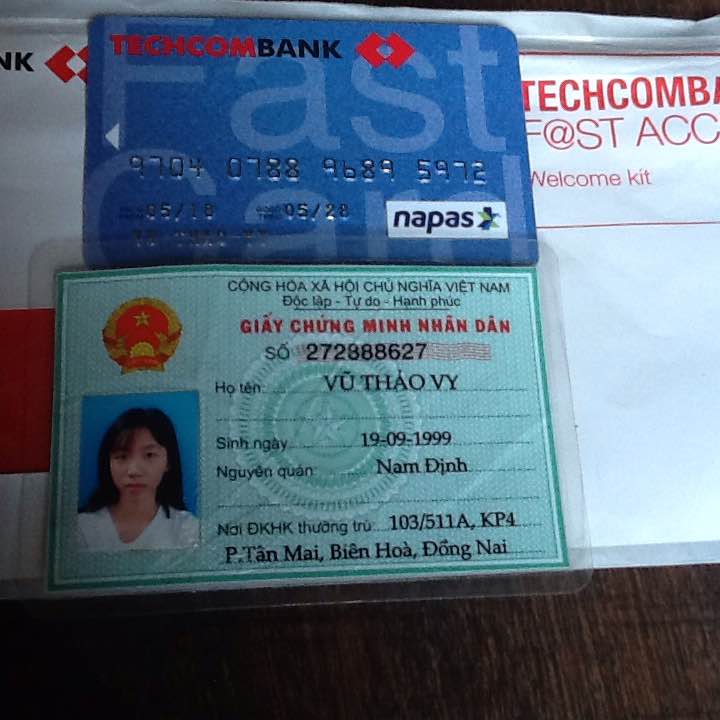 NK
TECHCOMBANK
Fast
Card
9704 0788 9689 5972
05/18 05/28
napas
TECHCOMBA
F@ST ACC
Welcome kit
CỘNG HÒA XÃ HỘI CHỦ NGHĨA VIỆT NAM
Độc lập - Tự do - Hạnh phúc
GIẤY CHỨNG MINH NHÂN DÂN
SỐ 272888627
Họ tên: VŨ THẢO VY
Sinh ngày 19-09-1999
Nguyên quán: Nam Định
Nơi ĐKHK thường trú: 103/511A, KP4
P.Tân Mai, Biên Hoà, Đồng Nai